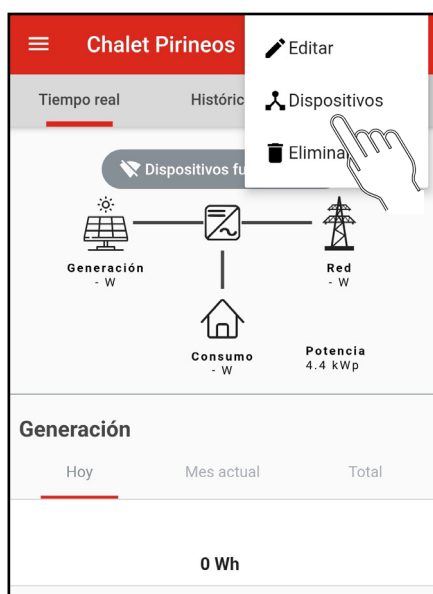 Chalet Pirineos
Editar
Tiempo real
Históric
Dispositivos
Elimina
Dispositivos fu
Generación
- W
Red
- W
Consumo
- W
Potencia
4.4 kWp
Generación
Hoy
Mes actual
Total
0 Wh